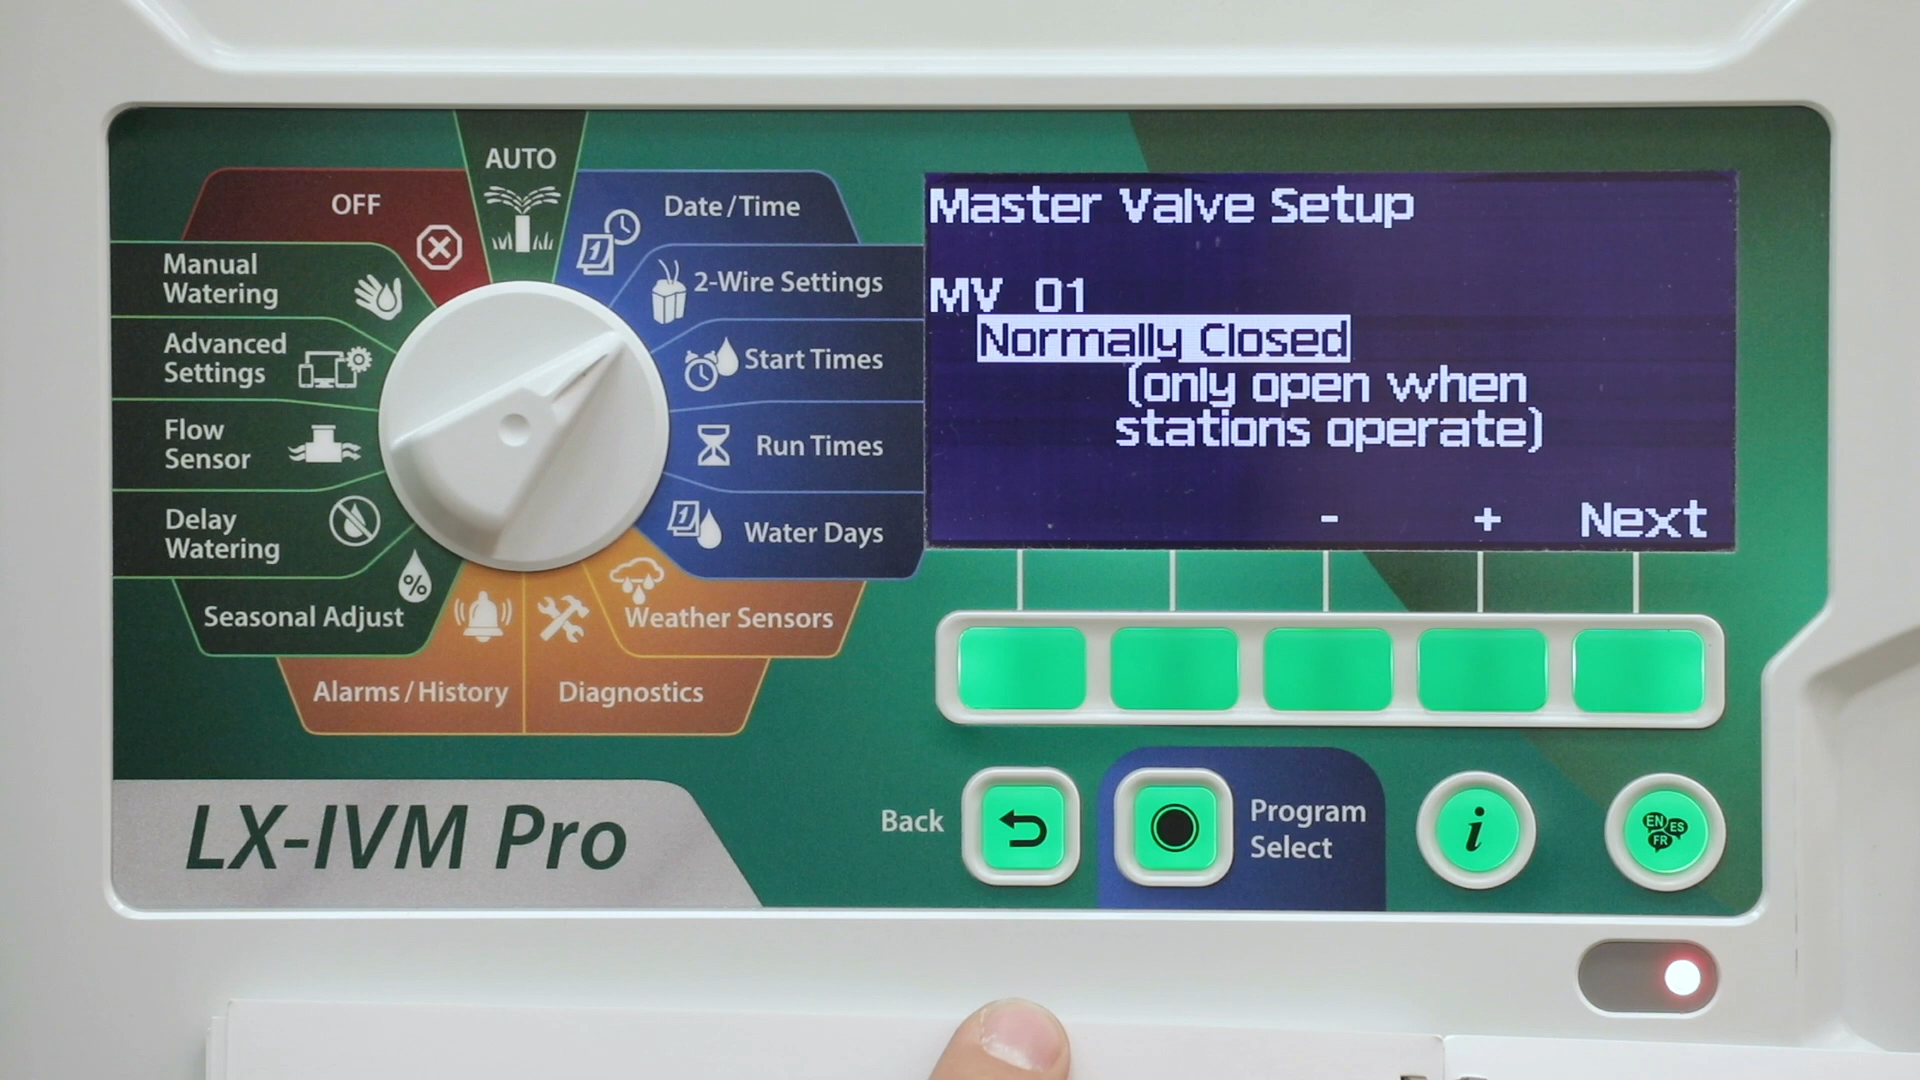 AUTO
OFF
Date/Time
Manual
Watering
2-Wire Settings
Advanced
Settings
Start Times
Flow
Sensor
Run Times
Delay
Watering
Water Days
%
Seasonal Adjust
Weather Sensors
Alarms/History
Diagnostics
LX-IVM Pro
Master Valve Setup
MV 01
Normally Closed
(only open when
stations operate)
- + Next
Back
Program
Select
i
EN
ES
FR
1
1